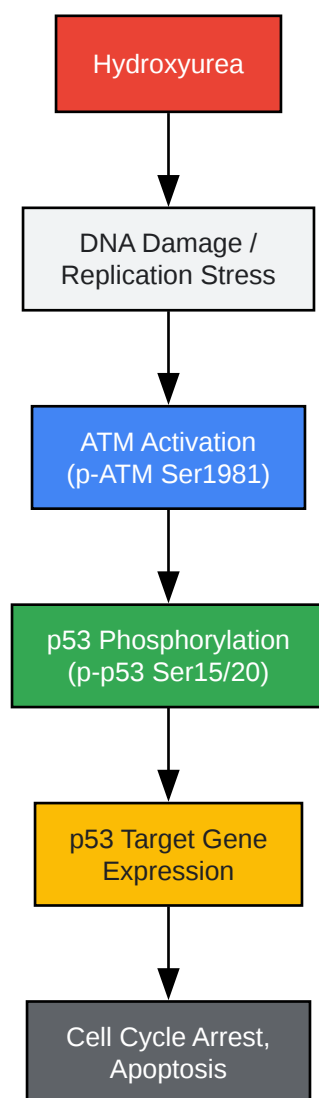 Hydroxyurea
DNA Damage /
Replication Stress
ATM Activation
(p-ATM Ser1981)
p53 Phosphorylation
(p-p53 Ser15/20)
p53 Target Gene
Expression
Cell Cycle Arrest,
Apoptosis